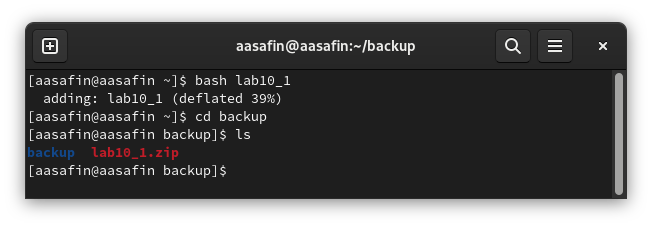 aasafin@aasafin:~/backup
[aasafin@aasafin ~]$ bash lab10_1
  adding: lab10_1 (deflated 39%)
[aasafin@aasafin ~]$ cd backup
[aasafin@aasafin backup]$ ls
backup  lab10_1.zip
[aasafin@aasafin backup]$